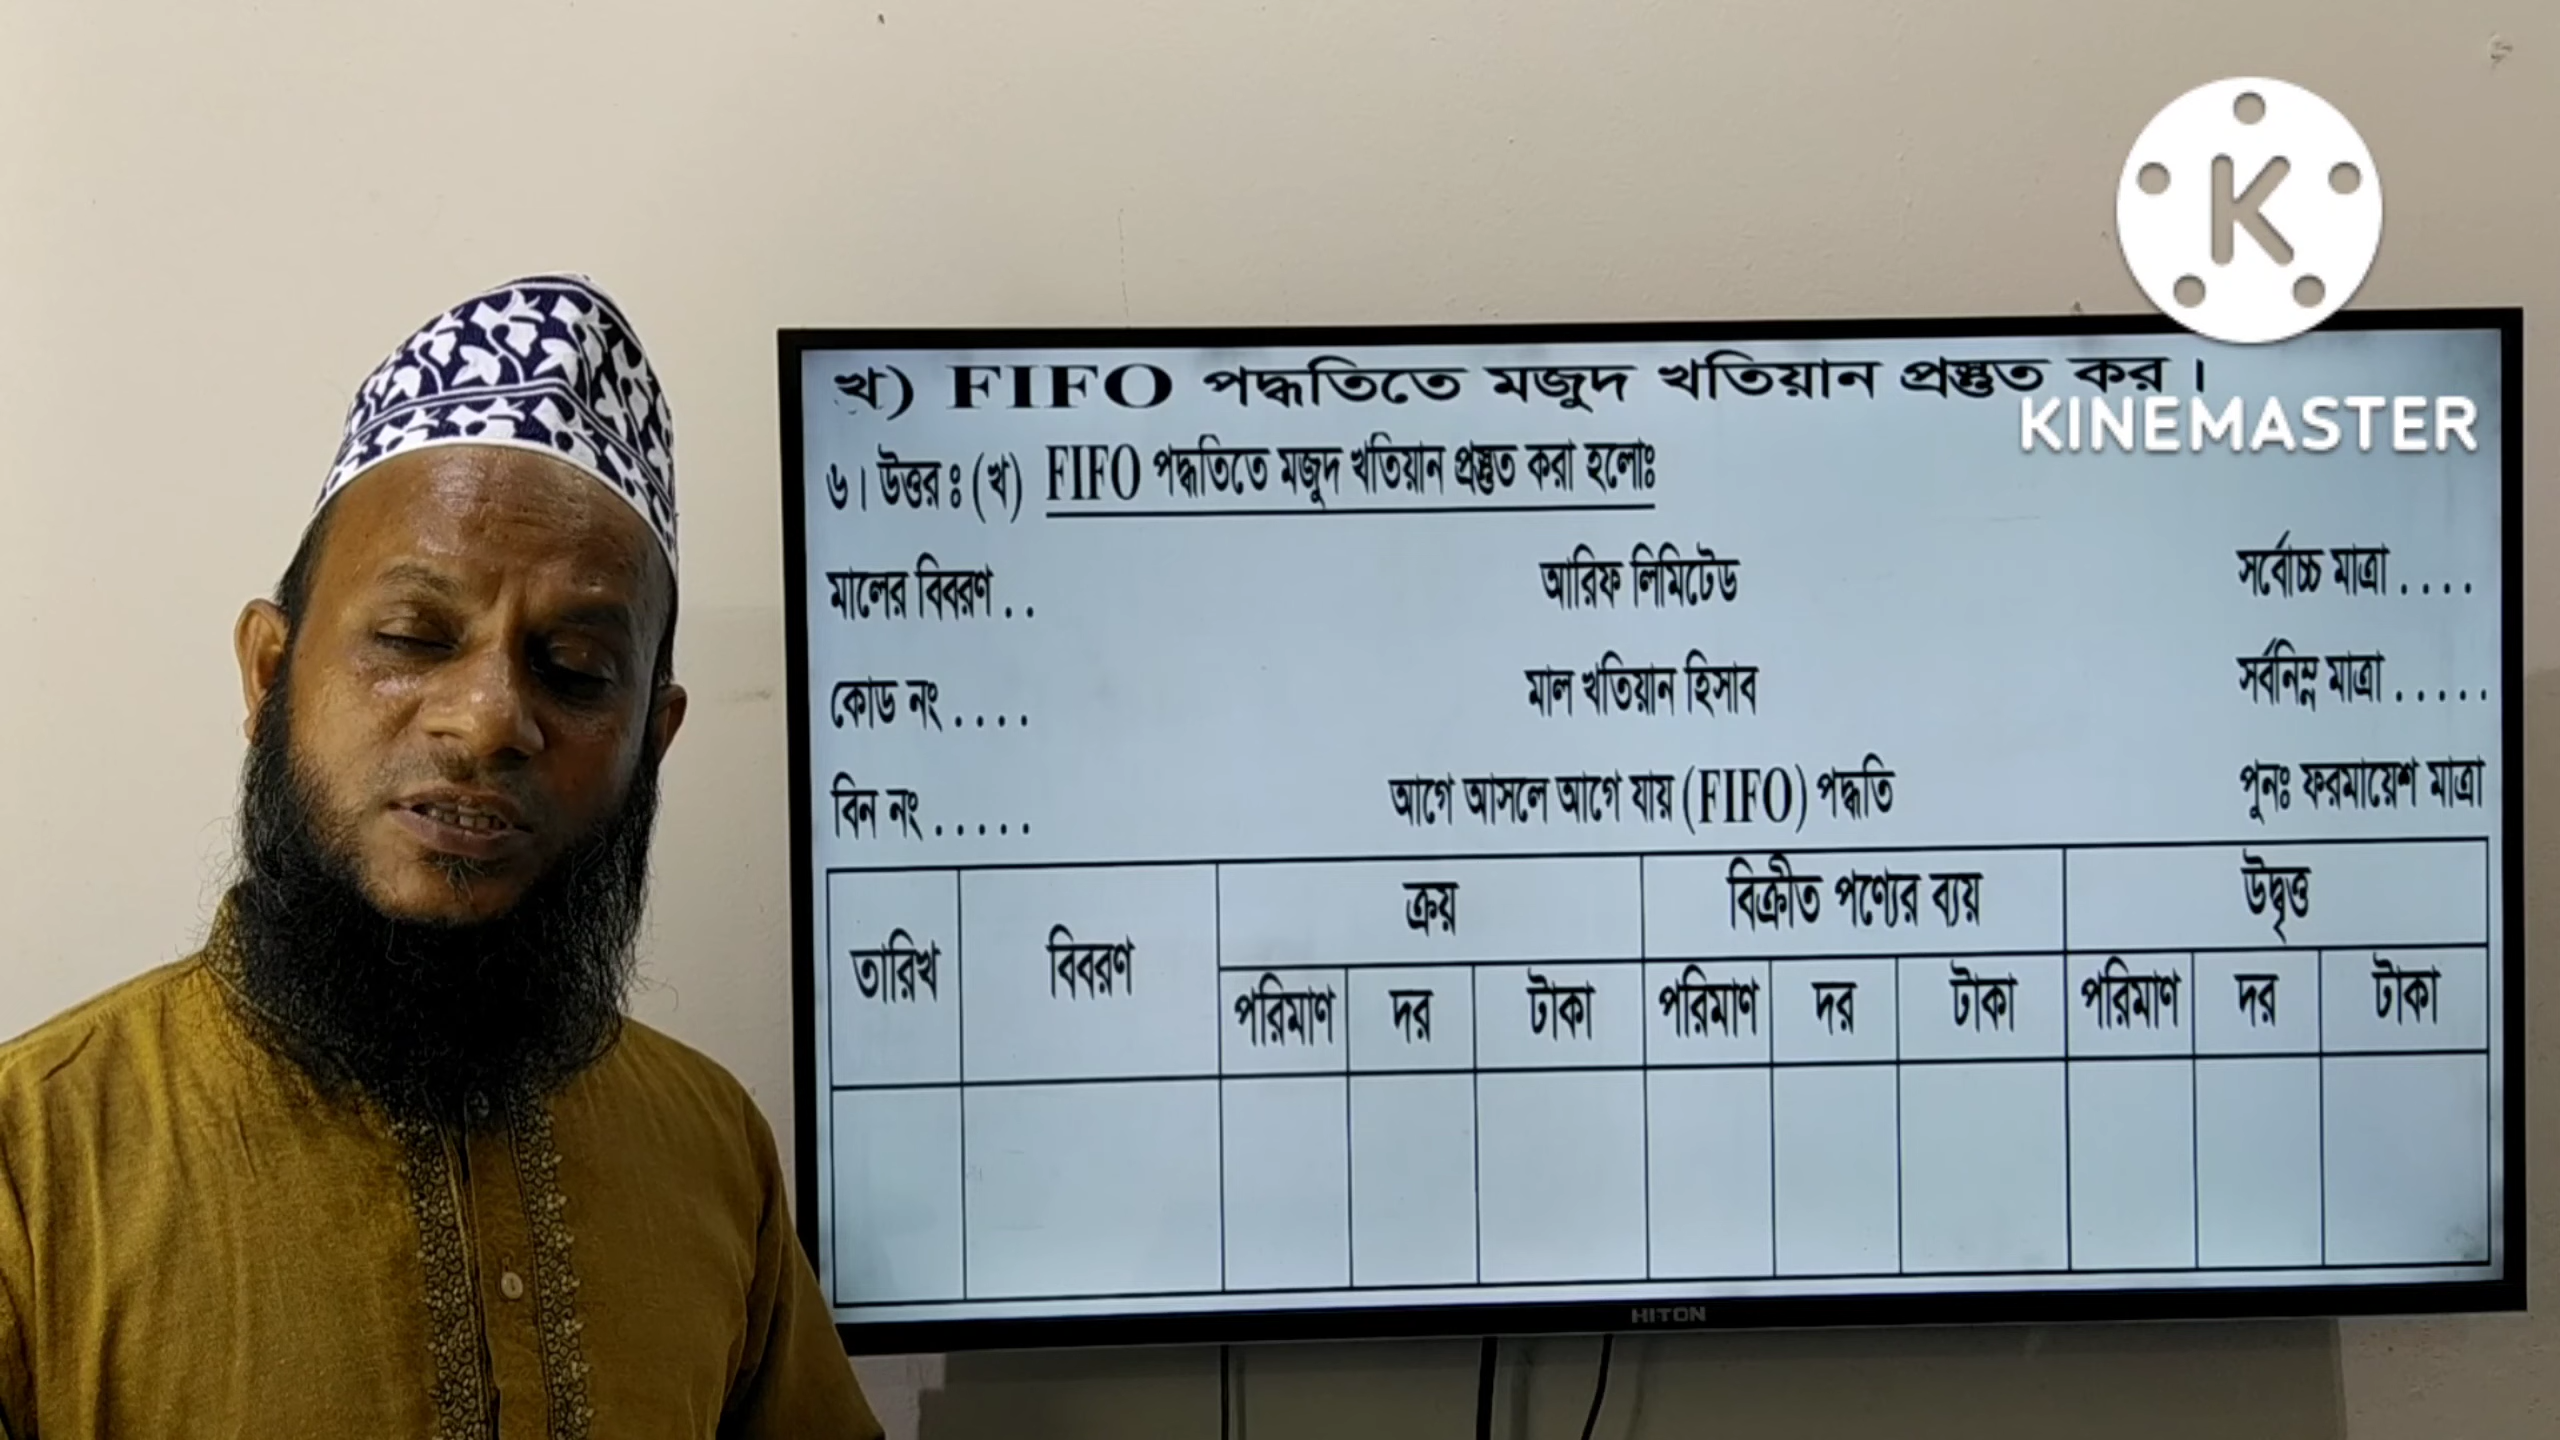 K
KINEMASTER
খ) FIFO পদ্ধতিতে মজুদ খতিয়ান প্রস্তুত কর।
৬। উত্তর ঃ (খ) FIFO পদ্ধতিতে মজুদ খতিয়ান প্রস্তুত করা হলোঃ
মালের বিবরণ . . আরিফ লিমিটেড সর্বোচ্চ মাত্রা . . . .
কোড নং . . . . মাল খতিয়ান হিসাব সর্বনিম্ন মাত্রা . . . . .
বিন নং . . . . . আগে আসলে আগে যায় (FIFO) পদ্ধতি পুনঃ ফরমায়েশ মাত্রা
তারিখ বিবরণ ক্রয় বিক্রীত পণ্যের ব্যয় উদ্বৃত্ত
পরিমাণ দর টাকা পরিমাণ দর টাকা পরিমাণ দর টাকা
HITON